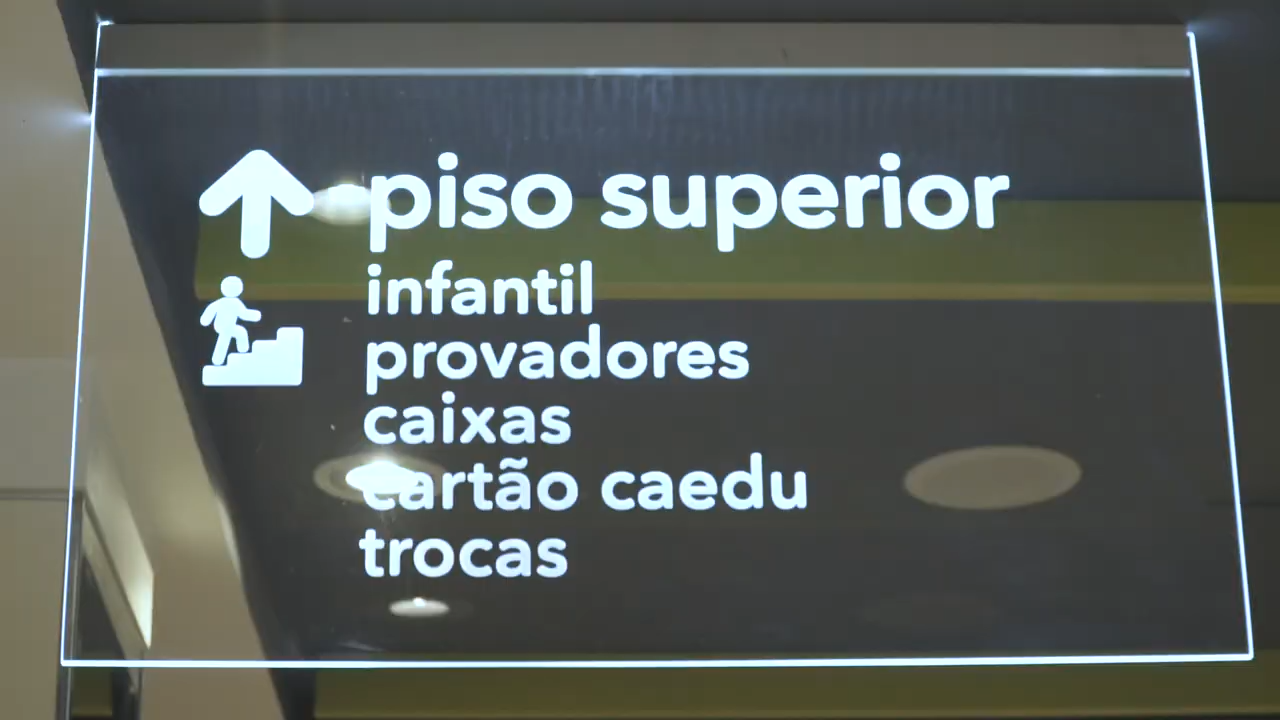 piso superior
infantil
provadores
caixas
cartão caedu
trocas